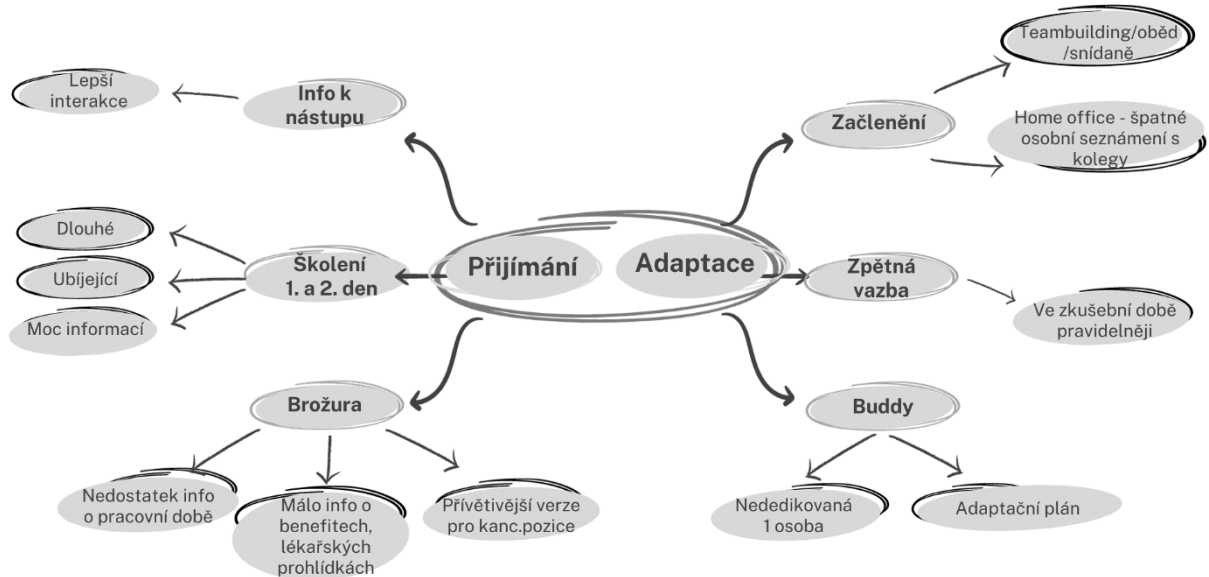 Teambuilding/oběd
/snídaně
Lepší
interakce
Info k
nástupu
Začlenění
Home office - špatné
osobní seznámení s
kolegy
Dlouhé
Ubíjející
Moc informací
Školení
1. a 2. den
Přijímání
Adaptace
Zpětná
vazba
Ve zkušební době
pravidelněji
Brožura
Buddy
Nedostatek info
o pracovní době
Málo info o
benefitech,
lékařských
prohlídkách
Přívětivější verze
pro kanc.pozice
Nededikovaná
1 osoba
Adaptační plán